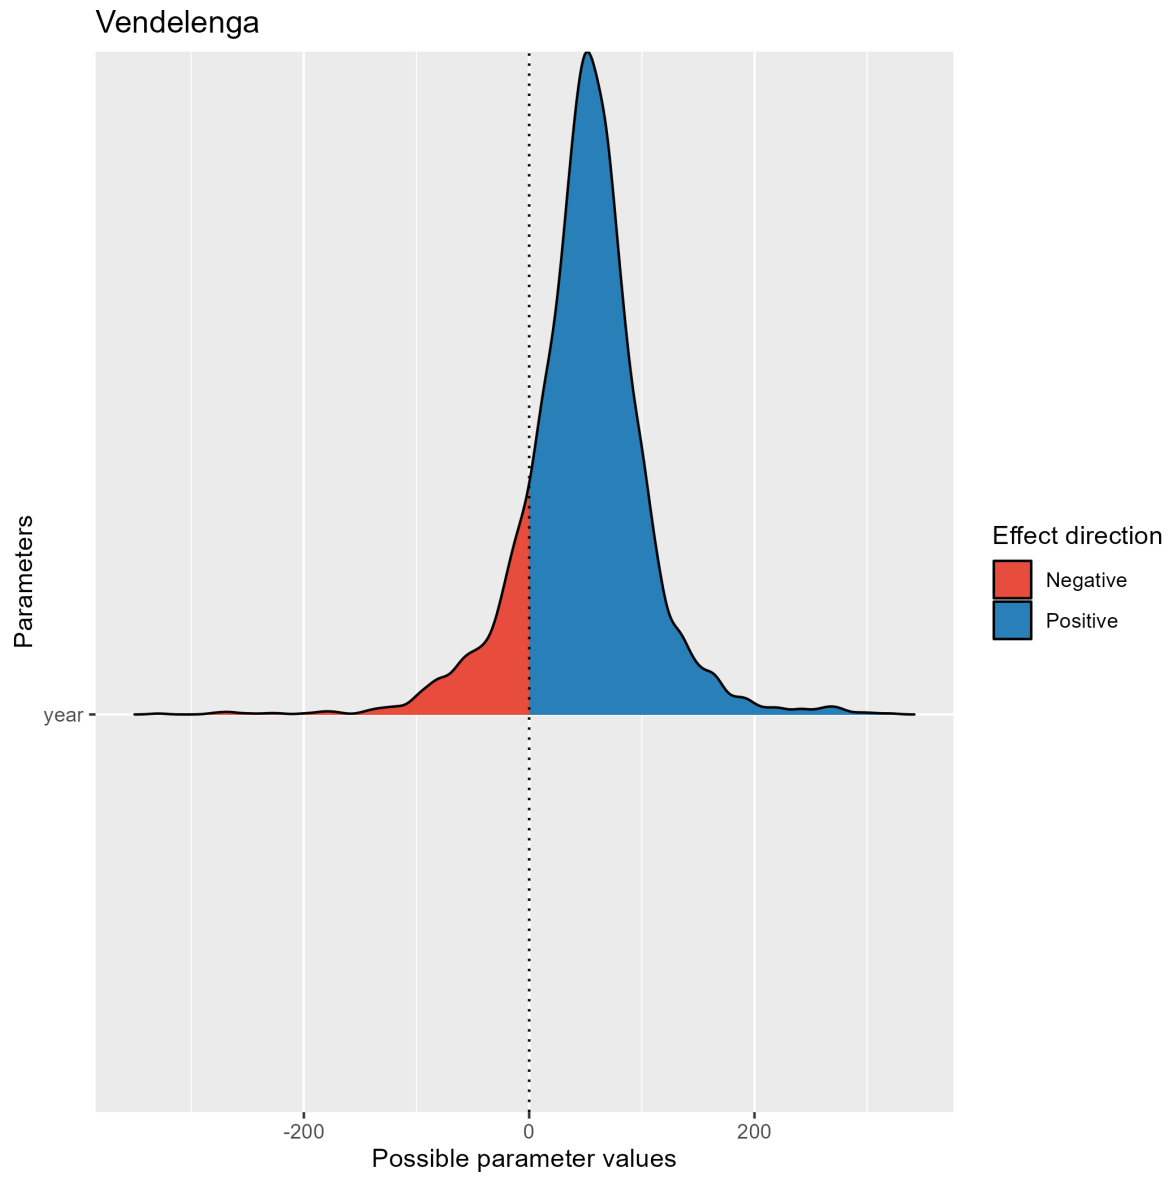 Vendelenga
Parameters
year
-200
0
200
Possible parameter values
Effect direction
Negative
Positive